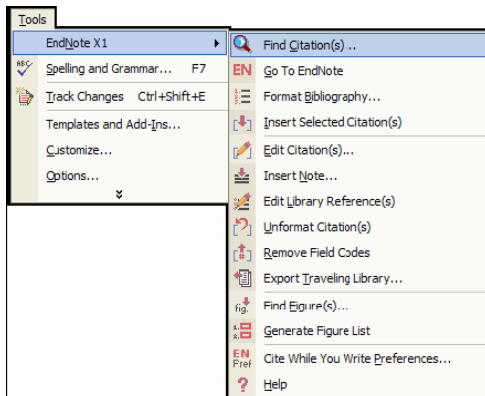 Tools
EndNote X1
Spelling and Grammar... F7
Track Changes Ctrl+Shift+E
Templates and Add-Ins...
Customize...
Options...
Find Citation(s)...
EN Go To EndNote
Format Bibliography...
Insert Selected Citation(s)
Edit Citation(s)...
Insert Note...
Edit Library Reference(s)
Unformat Citation(s)
Remove Field Codes
Export Traveling Library...
fig. Find Figure(s)...
Generate Figure List
EN Pref Cite While You Write Preferences...
? Help